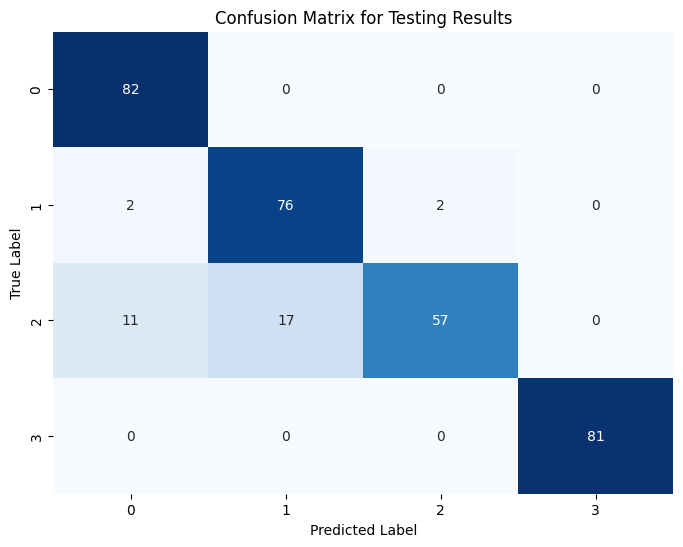 Confusion Matrix for Testing Results
True Label
0 82 0 0 0
1 2 76 2 0
2 11 17 57 0
3 0 0 0 81
0 1 2 3
Predicted Label